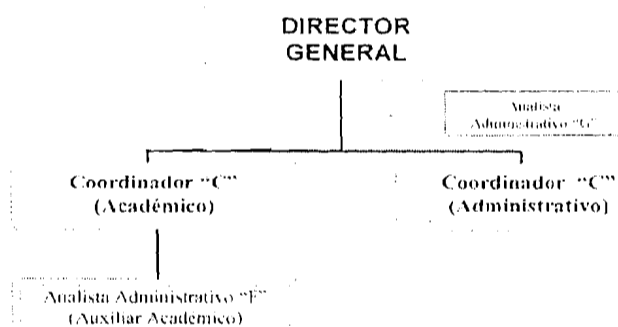 DIRECTOR
GENERAL
Analista
Administrativo "G"
Coordinador "C"
(Académico)
Coordinador "C"
(Administrativo)
Analista Administrativo "F"
(Auxiliar Académico)